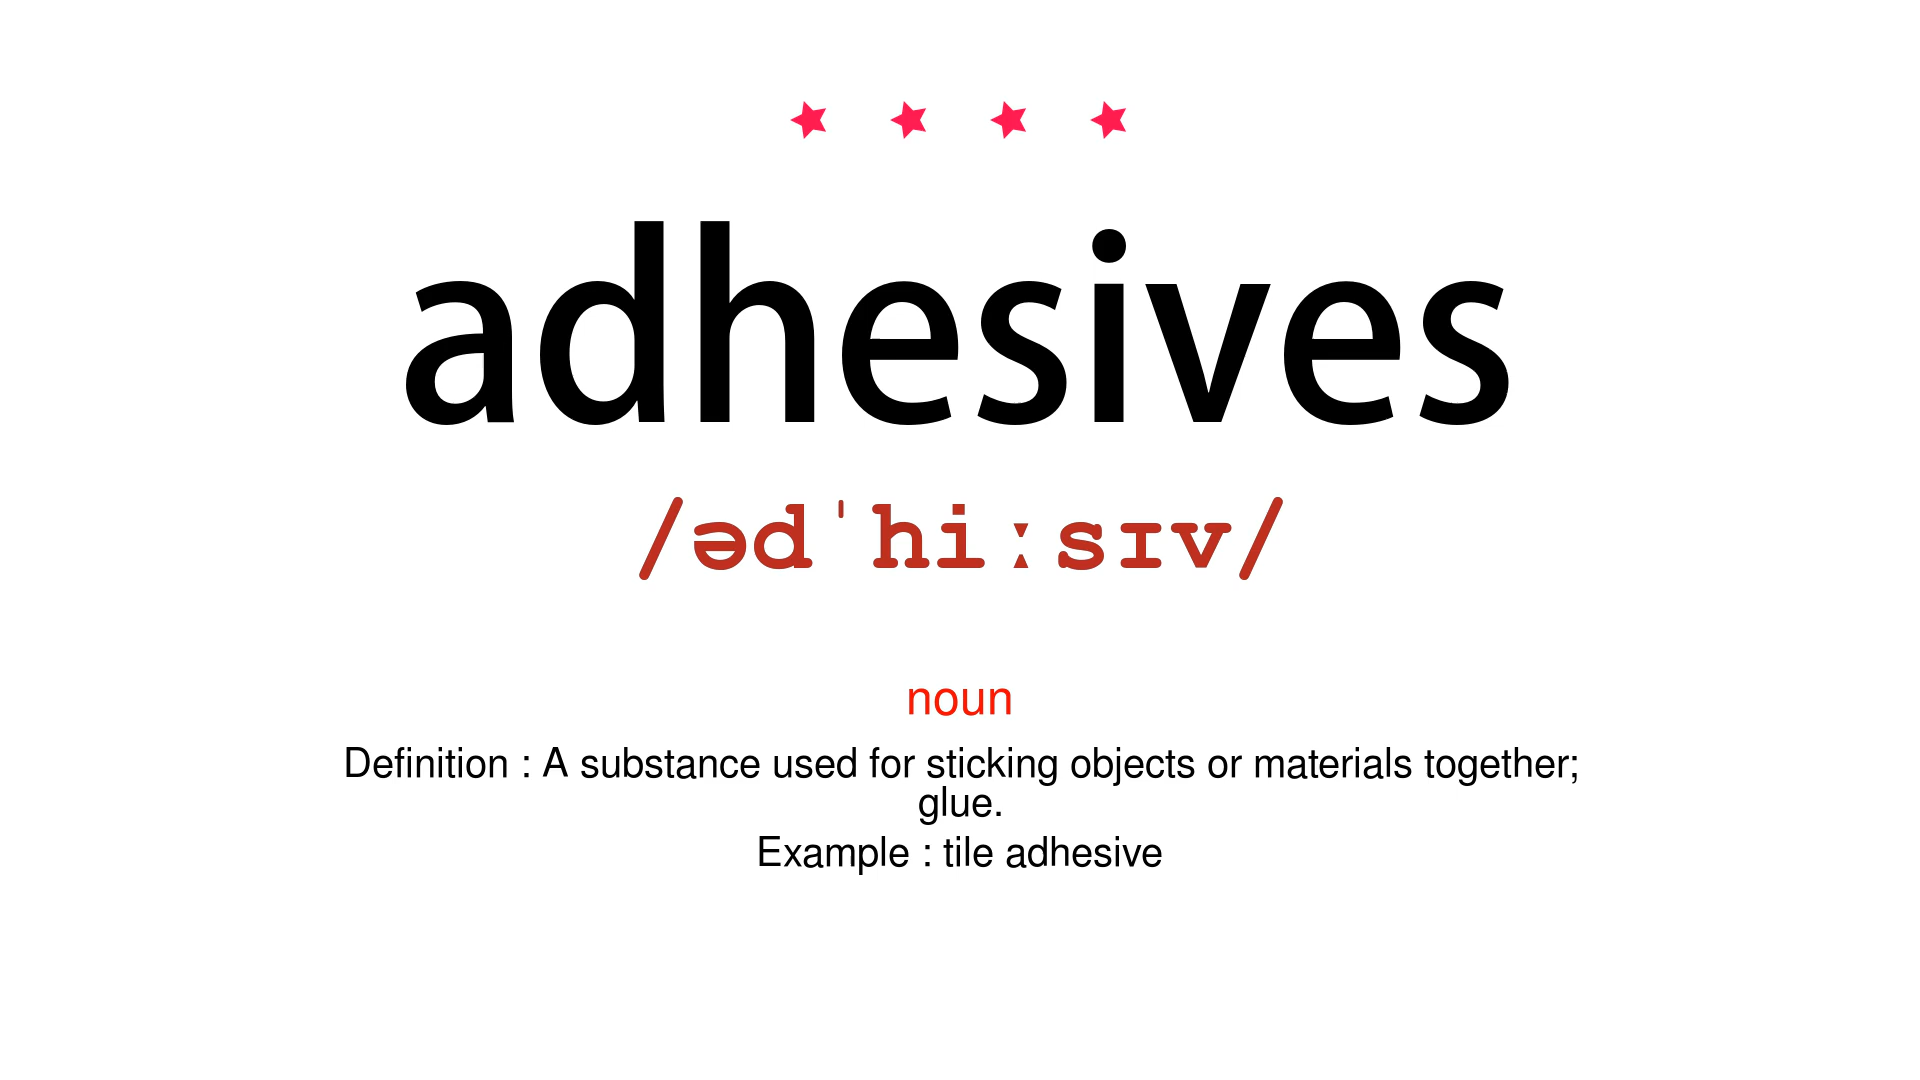 adhesives
/ədˈhiːsɪv/
noun
Definition : A substance used for sticking objects or materials together;
glue.
Example : tile adhesive